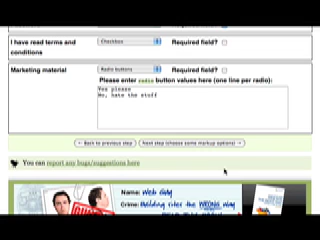 I have read terms and conditions
Checkbox
Required field?
Marketing material
Radio buttons
Required field?
Please enter radio button values here (one line per radio):
Yes please
No, hate the stuff
← Back to previous step
Next step (choose some markup options) →
You can report any bugs/suggestions here
Name: Web Guy
Crime: Building sites the WRONG way